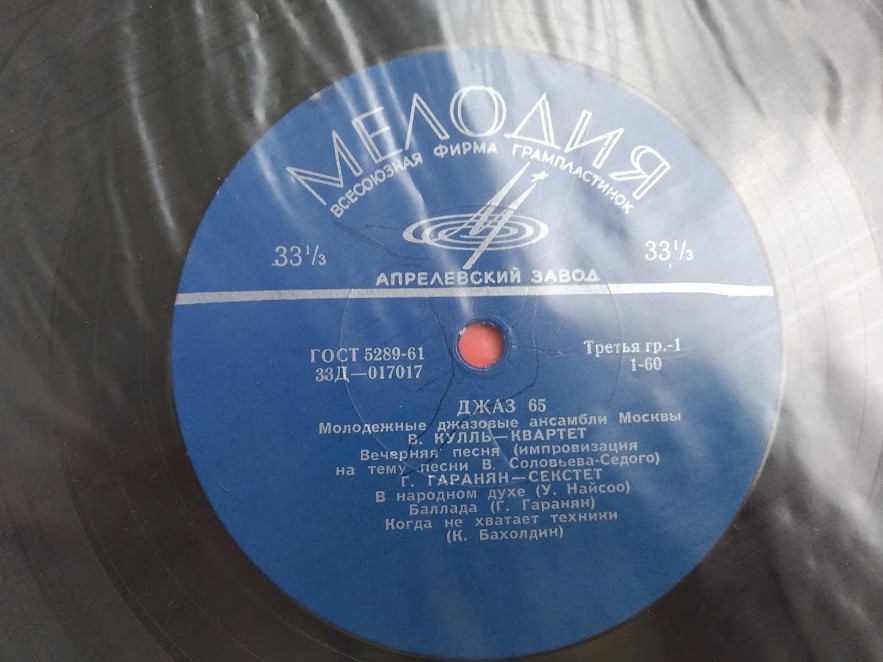 МЕЛОДИЯ
ВСЕСОЮЗНАЯ ФИРМА ГРАМПЛАСТИНОК
33⅓ 33⅓
АПРЕЛЕВСКИЙ ЗАВОД
ГОСТ 5289-61 Третья гр.-1
33Д—017017 1-60
ДЖАЗ 65
Молодежные джазовые ансамбли Москвы
В. КУЛЛЬ—КВАРТЕТ
Вечерняя песня (импровизация
на тему песни В. Соловьева-Седого)
Г. ГАРАНЯН—СЕКСТЕТ
В народном духе (У. Найсоо)
Баллада (Г. Гаранян)
Когда не хватает техники
(К. Бахолдин)